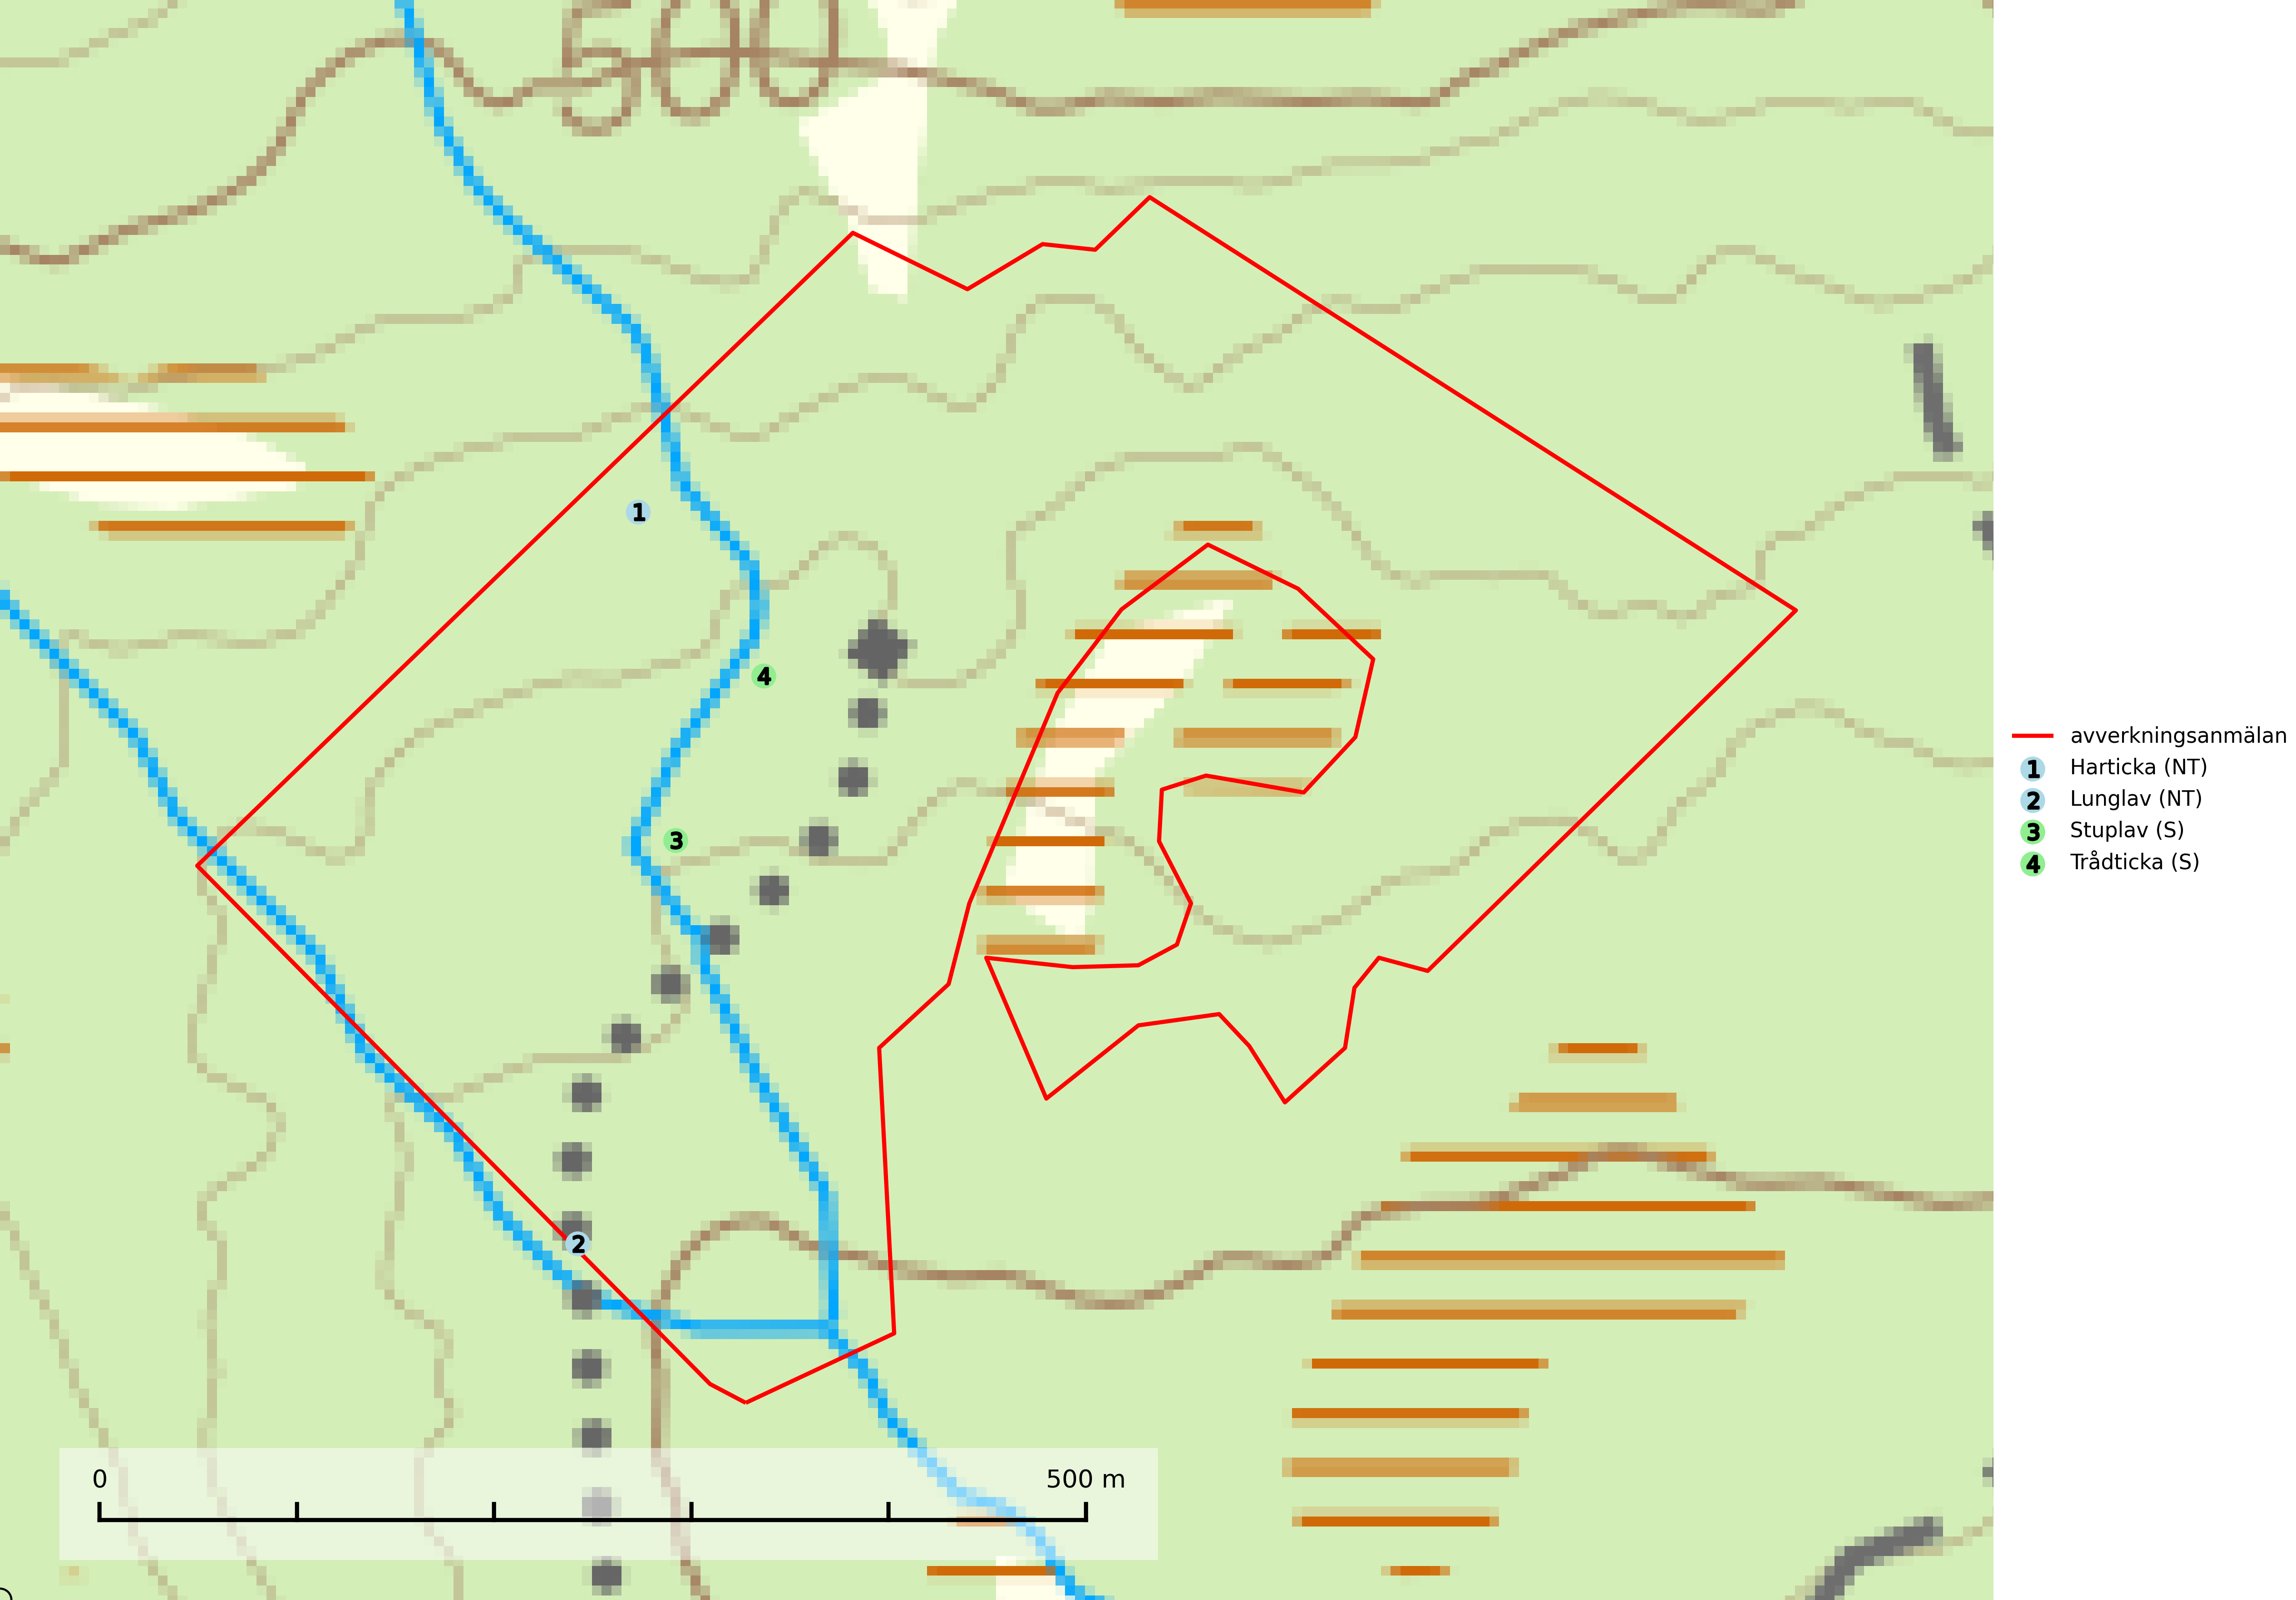 500
1
4
3
2
0 500 m
avverkningsanmälan
1 Harticka (NT)
2 Lunglav (NT)
3 Stuplav (S)
4 Trådticka (S)